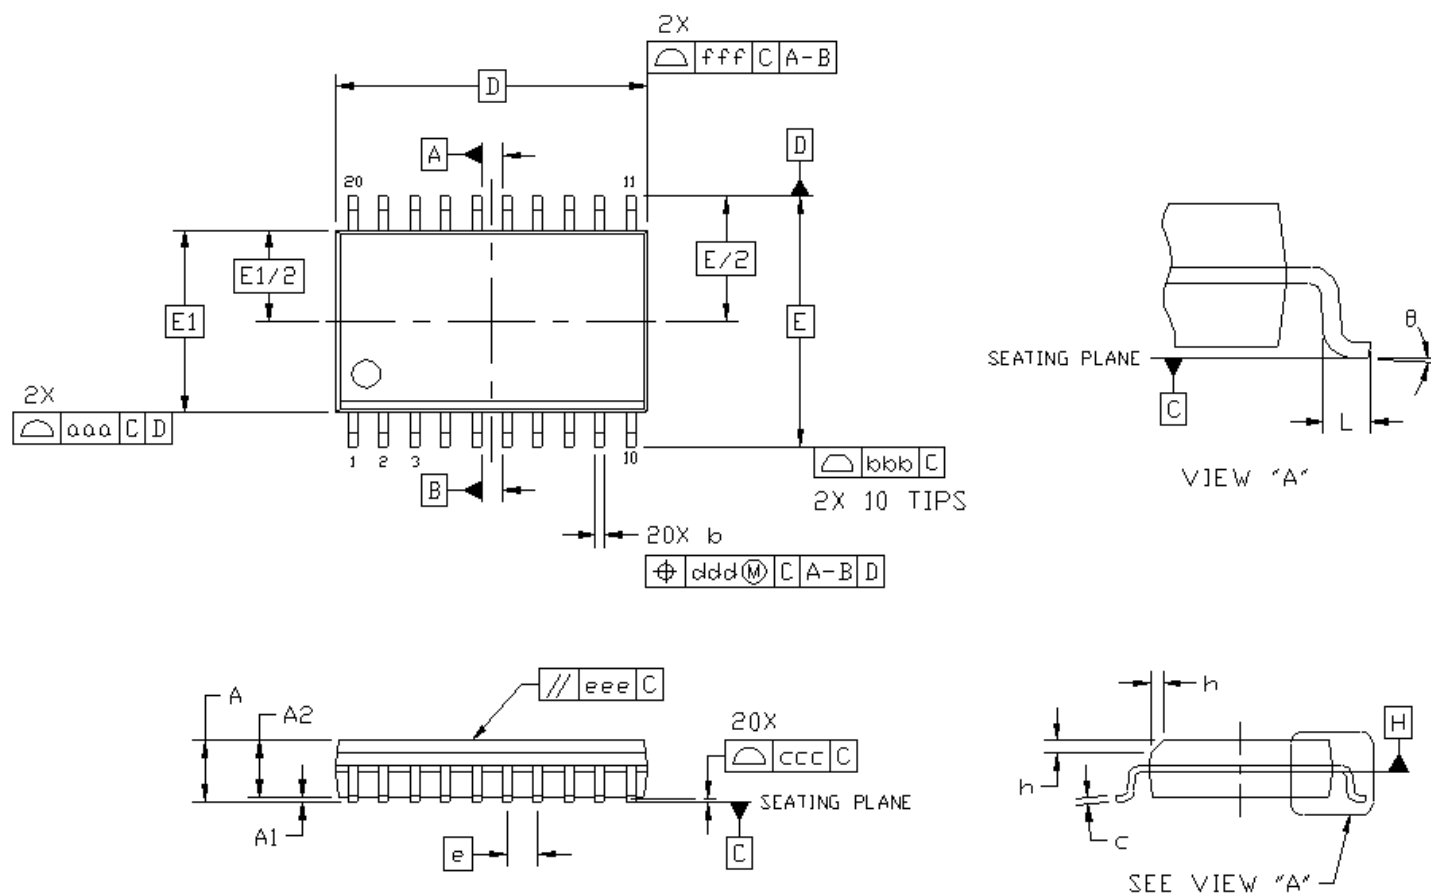 2X
fff C A-B
D
A
D
20
11
E1/2
E/2
E1
E
θ
SEATING PLANE
C
L
VIEW "A"
2X
aaa C D
1 2 3
10
B
bbb C
2X 10 TIPS
20X b
ddd Ⓜ C A-B D
// eee C
A
A2
20X
ccc C
SEATING PLANE
A1
e
C
h
H
h
c
SEE VIEW "A"